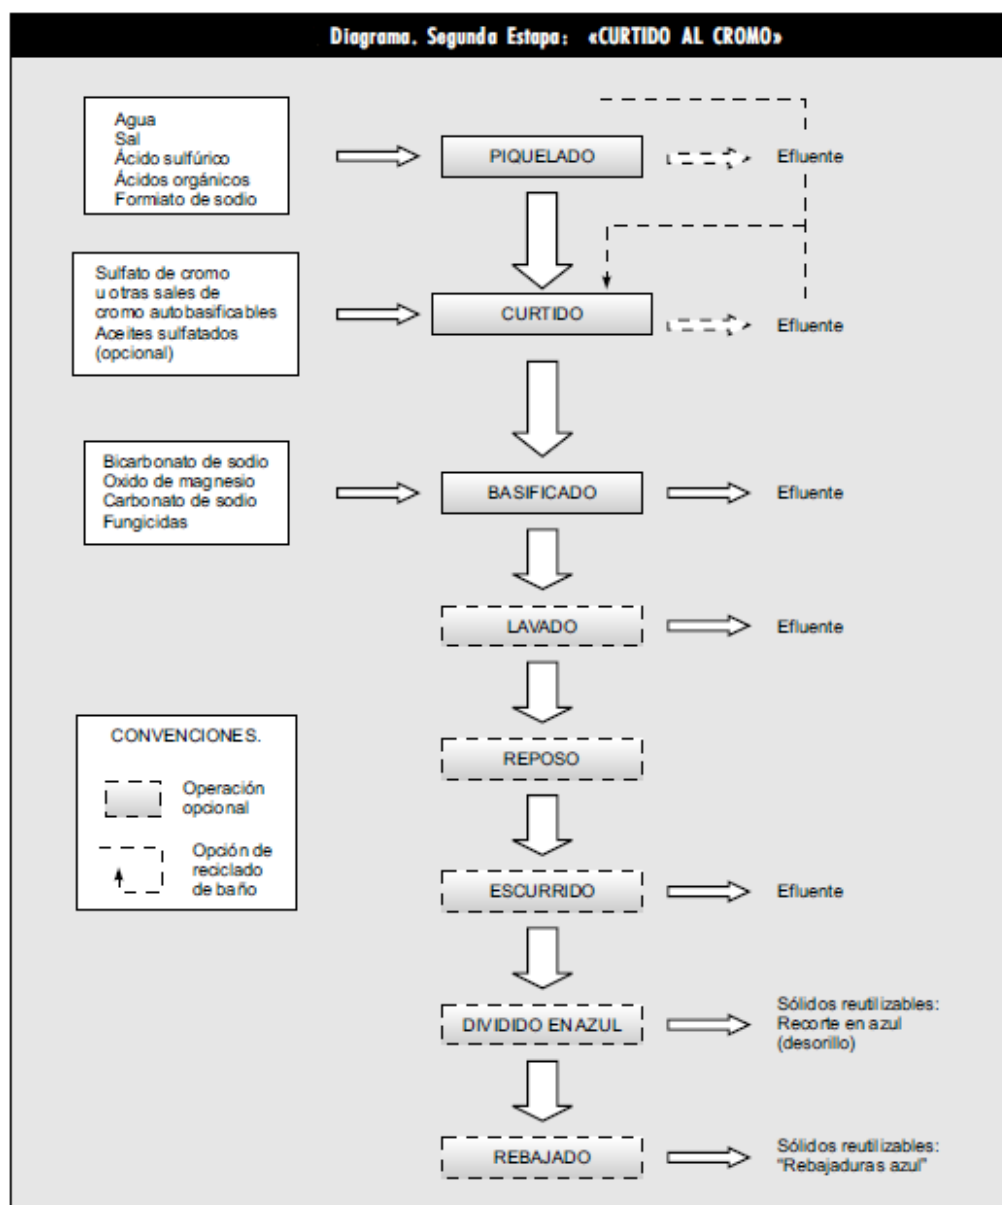 Diagrama. Segunda Estapa: «CURTIDO AL CROMO»
Agua
Sal
Ácido sulfúrico
Ácidos orgánicos
Formiato de sodio
PIQUELADO
Efluente
Sulfato de cromo
u otras sales de
cromo autobasificables
Aceites sulfatados
(opcional)
CURTIDO
Efluente
Bicarbonato de sodio
Oxido de magnesio
Carbonato de sodio
Fungicidas
BASIFICADO
Efluente
LAVADO
Efluente
CONVENCIONES.
Operación
opcional
Opción de
reciclado
de baño
REPOSO
ESCURRIDO
Efluente
DIVIDIDO EN AZUL
Sólidos reutilizables:
Recorte en azul
(desorillo)
REBAJADO
Sólidos reutilizables:
“Rebajaduras azul”